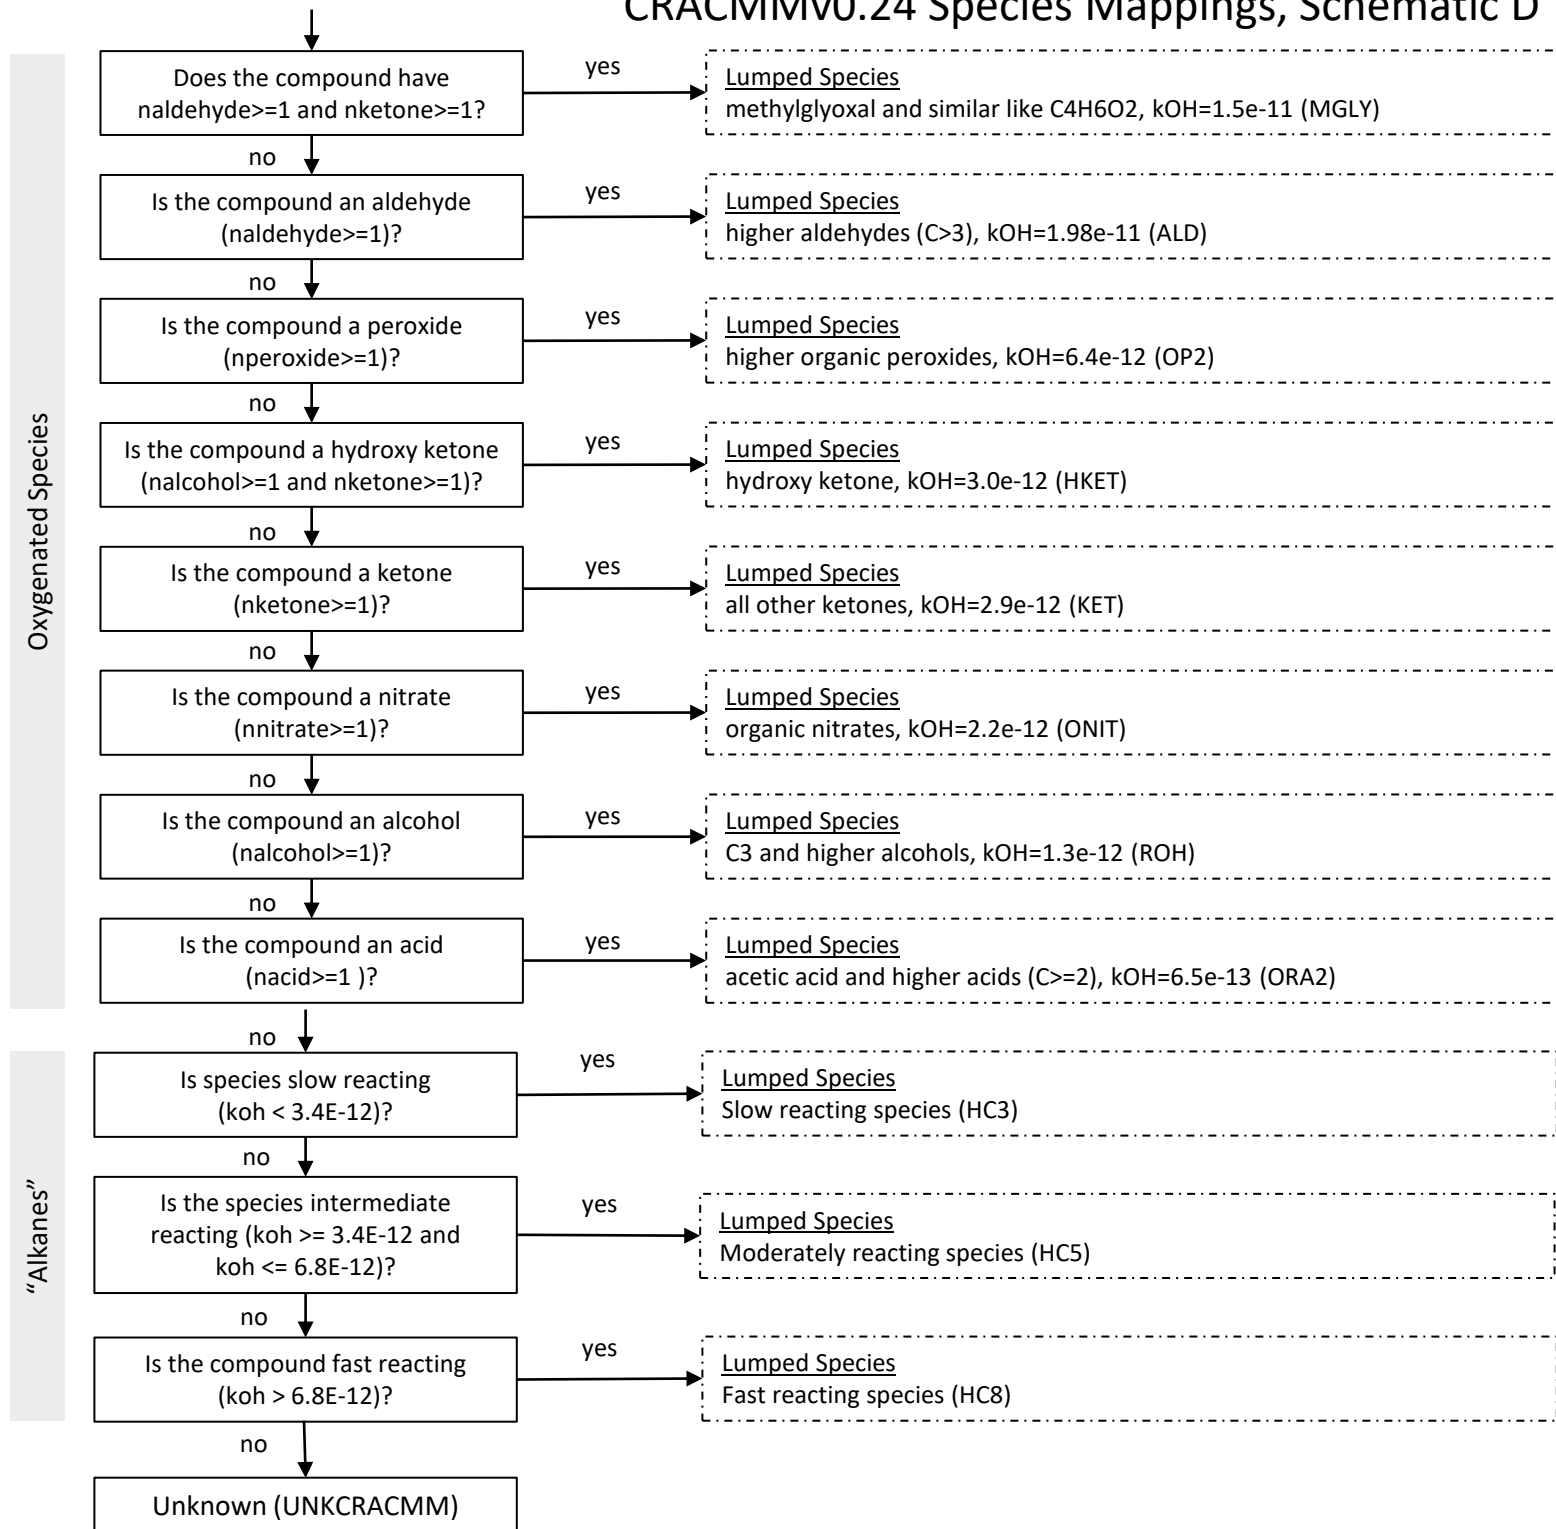 CRACMMv0.24 Species Mappings, Schematic D
Oxygenated Species
Does the compound have
naldehyde>=1 and nketone>=1?
yes
Lumped Species
methylglyoxal and similar like C4H6O2, kOH=1.5e-11 (MGLY)
no
Is the compound an aldehyde
(naldehyde>=1)?
yes
Lumped Species
higher aldehydes (C>3), kOH=1.98e-11 (ALD)
no
Is the compound a peroxide
(nperoxide>=1)?
yes
Lumped Species
higher organic peroxides, kOH=6.4e-12 (OP2)
no
Is the compound a hydroxy ketone
(nalcohol>=1 and nketone>=1)?
yes
Lumped Species
hydroxy ketone, kOH=3.0e-12 (HKET)
no
Is the compound a ketone
(nketone>=1)?
yes
Lumped Species
all other ketones, kOH=2.9e-12 (KET)
no
Is the compound a nitrate
(nnitrate>=1)?
yes
Lumped Species
organic nitrates, kOH=2.2e-12 (ONIT)
no
Is the compound an alcohol
(nalcohol>=1)?
yes
Lumped Species
C3 and higher alcohols, kOH=1.3e-12 (ROH)
no
Is the compound an acid
(nacid>=1 )?
yes
Lumped Species
acetic acid and higher acids (C>=2), kOH=6.5e-13 (ORA2)
no
"Alkanes"
Is species slow reacting
(koh < 3.4E-12)?
yes
Lumped Species
Slow reacting species (HC3)
no
Is the species intermediate
reacting (koh >= 3.4E-12 and
koh <= 6.8E-12)?
yes
Lumped Species
Moderately reacting species (HC5)
no
Is the compound fast reacting
(koh > 6.8E-12)?
yes
Lumped Species
Fast reacting species (HC8)
no
Unknown (UNKCRACMM)